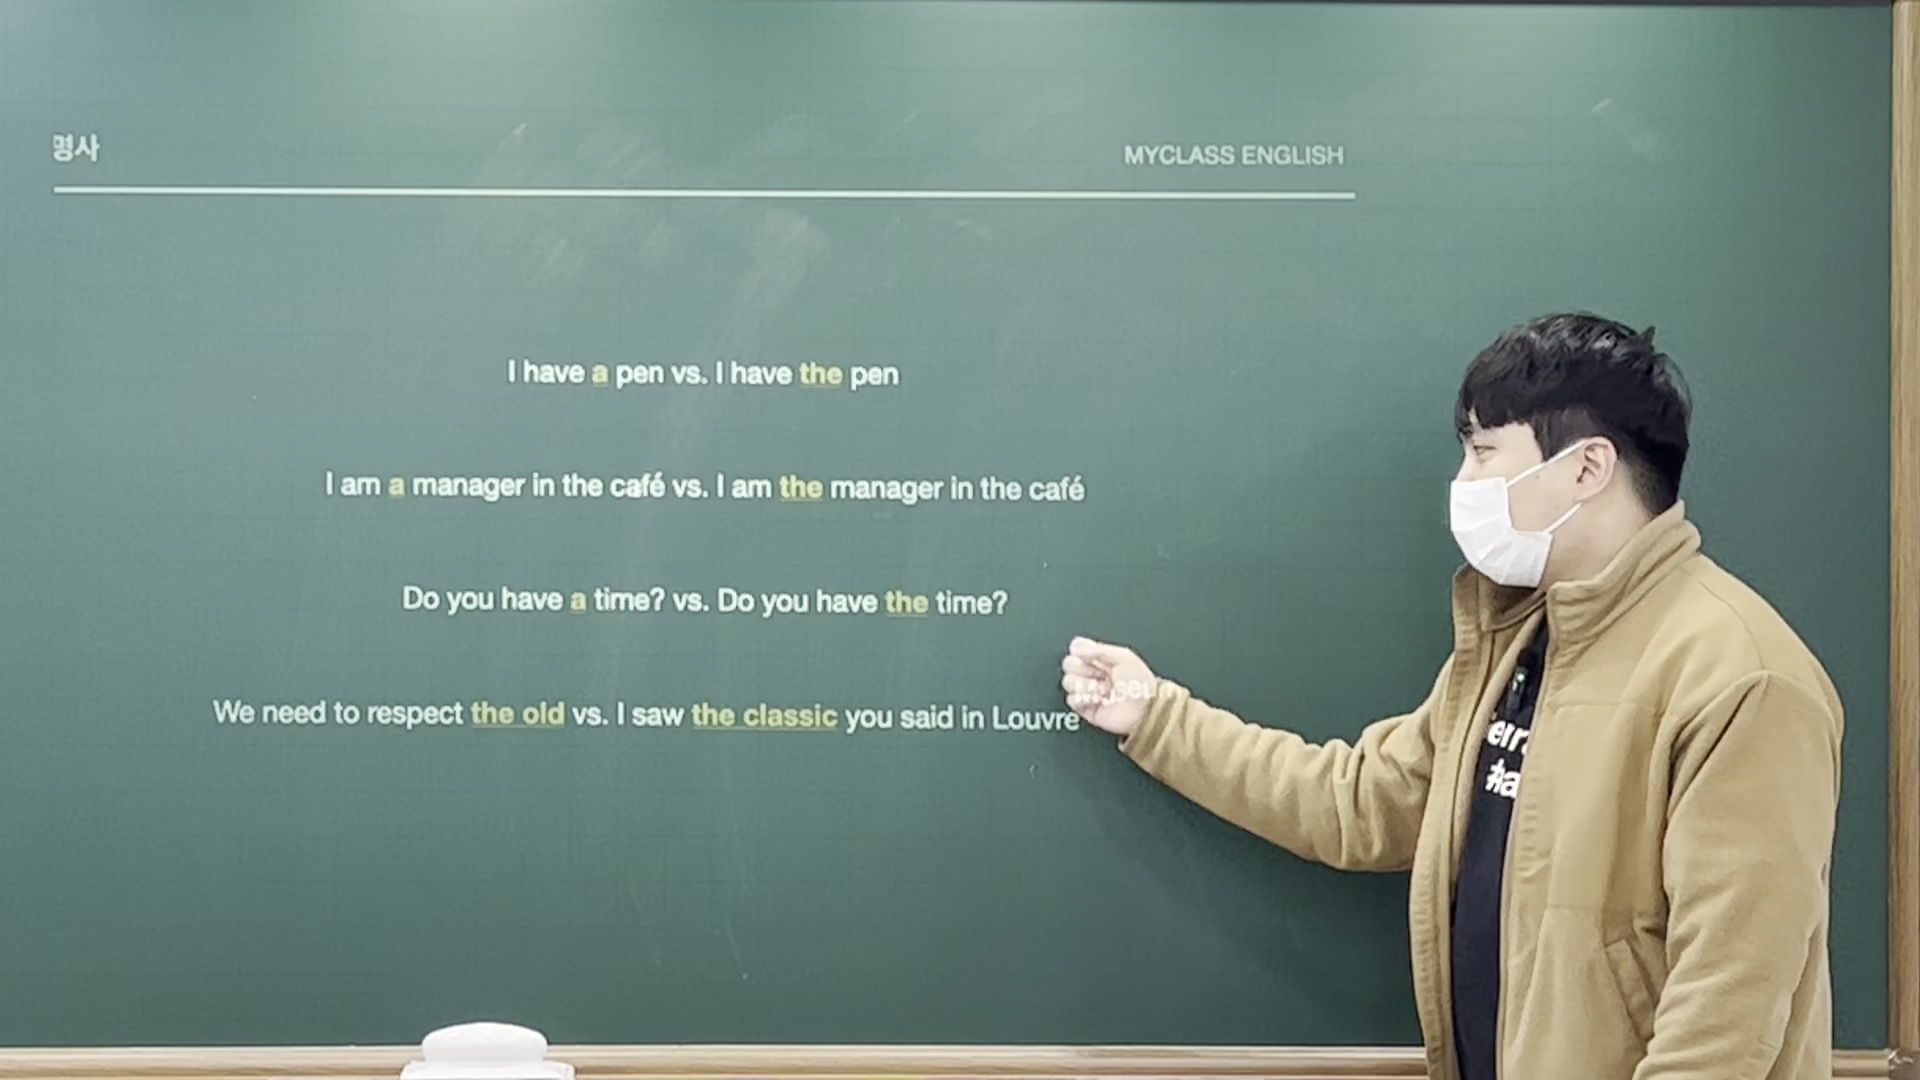 명사
MYCLASS ENGLISH
I have a pen vs. I have the pen
I am a manager in the café vs. I am the manager in the café
Do you have a time? vs. Do you have the time?
Museum
We need to respect the old vs. I saw the classic you said in Louvre